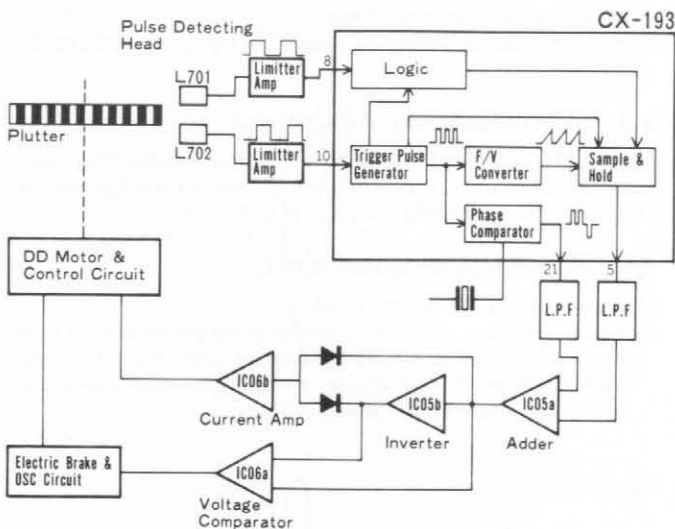 CX-193
Pulse Detecting
Head
L701
Limitter
Amp
8
Logic
Plutter
L702
Limitter
Amp
10
Trigger Pulse
Generator
F/V
Converter
Sample &
Hold
Phase
Comparator
21
5
DD Motor &
Control Circuit
L.P.F
L.P.F
IC06b
Current Amp
IC05b
Inverter
IC05a
Adder
Electric Brake &
OSC Circuit
IC06a
Voltage
Comparator